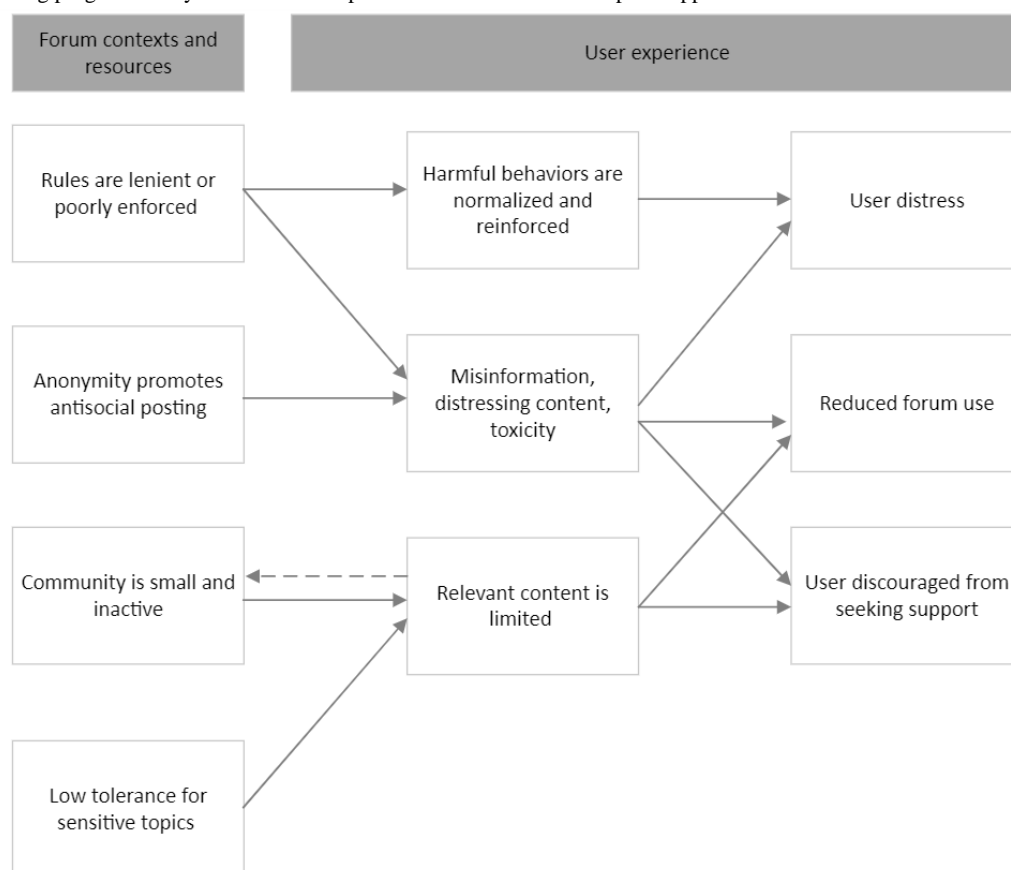 Forum contexts and
resources
User experience
Rules are lenient or
poorly enforced
Harmful behaviors are
normalized and
reinforced
User distress
Anonymity promotes
antisocial posting
Misinformation,
distressing content,
toxicity
Reduced forum use
Community is small and
inactive
Relevant content is
limited
User discouraged from
seeking support
Low tolerance for
sensitive topics